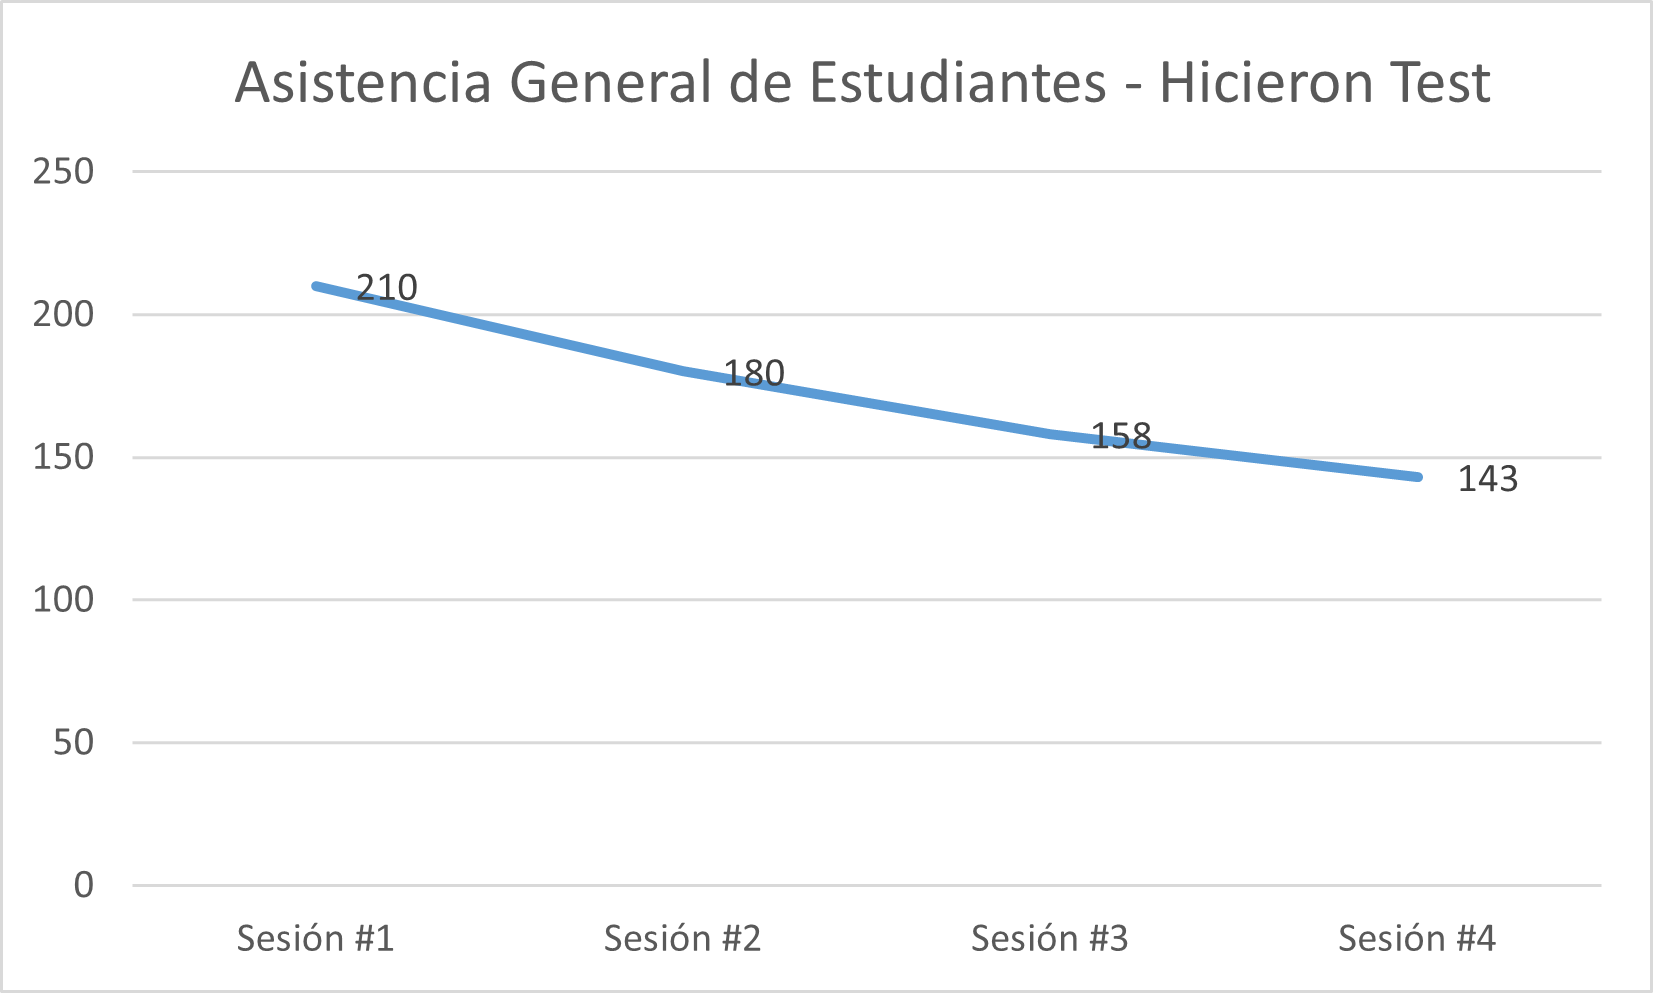 Asistencia General de Estudiantes - Hicieron Test
250
200
150
100
50
0
210
180
158
143
Sesión #1
Sesión #2
Sesión #3
Sesión #4